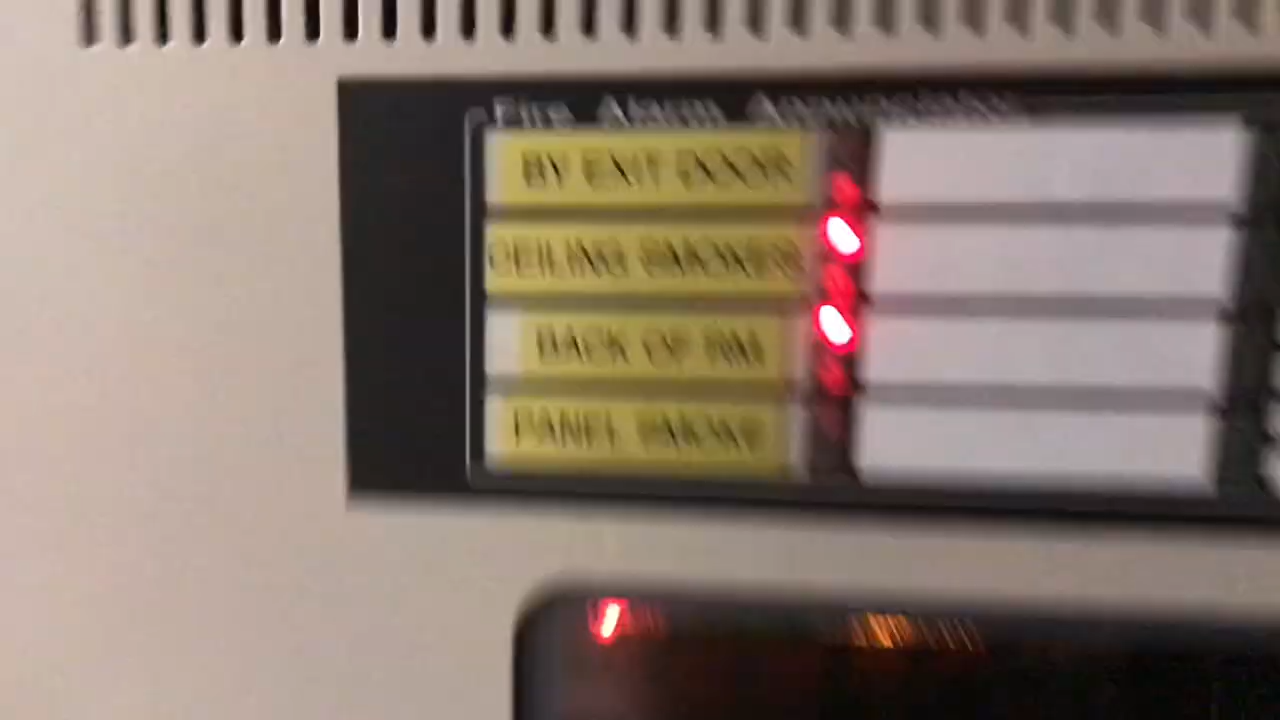 Fire Alarm Annunciator
BY EXIT DOOR
CEILING SMOKES
BACK OF RM
PANEL SMOKE